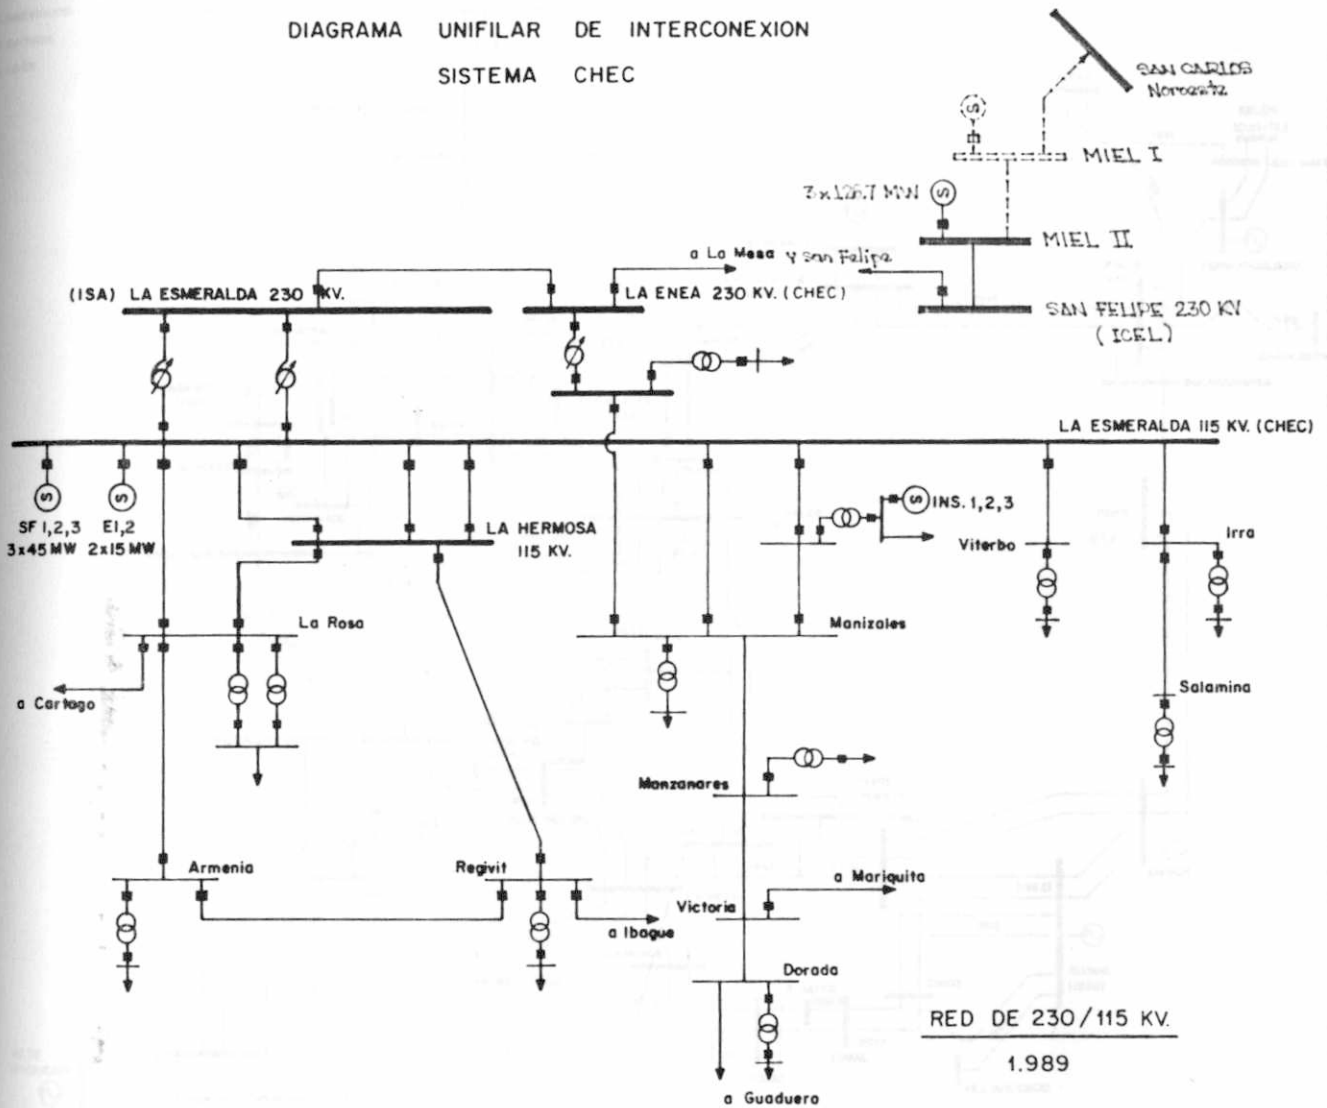 DIAGRAMA UNIFILAR DE INTERCONEXION
SISTEMA CHEC
SAN CARLOS
Noroeste
S
MIEL I
3x126.7 MW
S
MIEL II
a La Mesa y san Felipe
(ISA) LA ESMERALDA 230 KV.
LA ENEA 230 KV. (CHEC)
SAN FELIPE 230 KV
(ICEL)
LA ESMERALDA 115 KV. (CHEC)
S
S
SF 1,2,3
3x45 MW
E1,2
2x15 MW
LA HERMOSA
115 KV.
S
INS. 1,2,3
Viterbo
Irra
La Rosa
Manizales
a Cartago
Salamina
Manzanares
Armenia
Regivit
a Mariquita
Victoria
a Ibague
Dorada
RED DE 230/115 KV.
1.989
a Guaduero